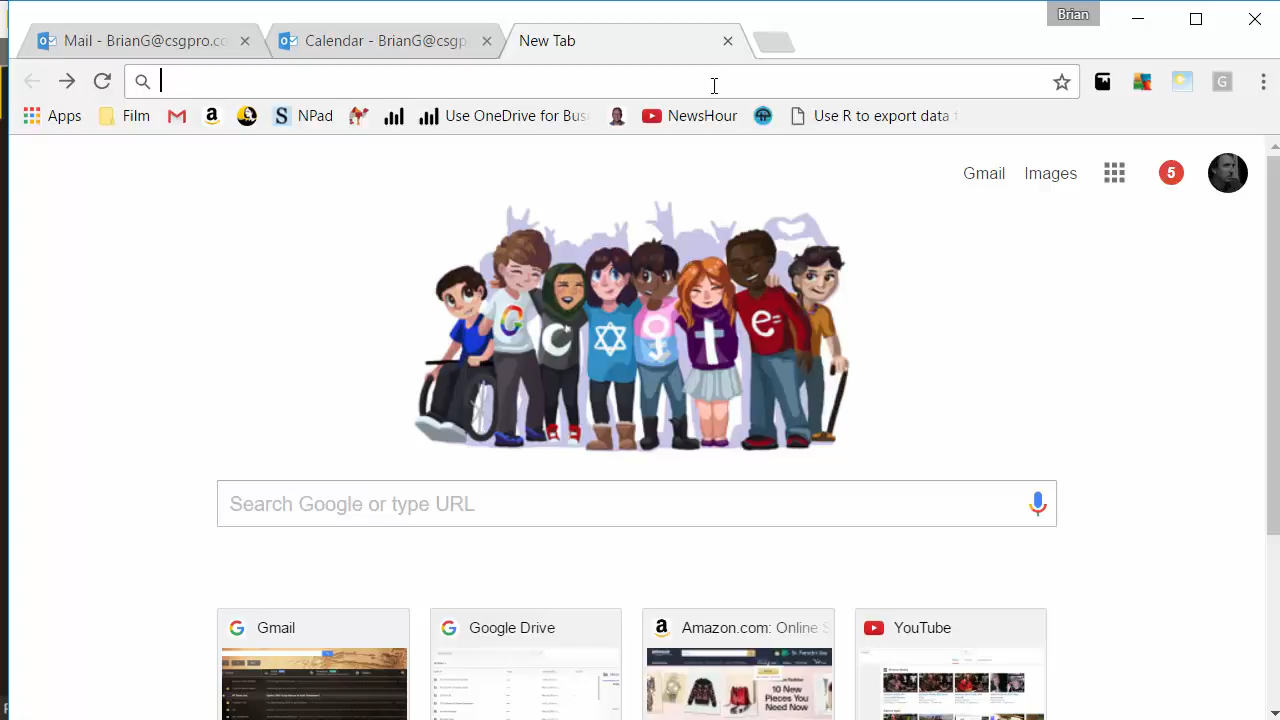 Brian
Mail - BrianG@csgpro.co
Calendar - BrianG@csgp
New Tab
G
Apps
Film
NPad
Use OneDrive for Bus
NewsHour
Use R to export data f
Gmail
Images
5
G
e=
Search Google or type URL
Gmail
Google Drive
Amazon.com: Online S
YouTube
10 New
Pieces You
Need Now